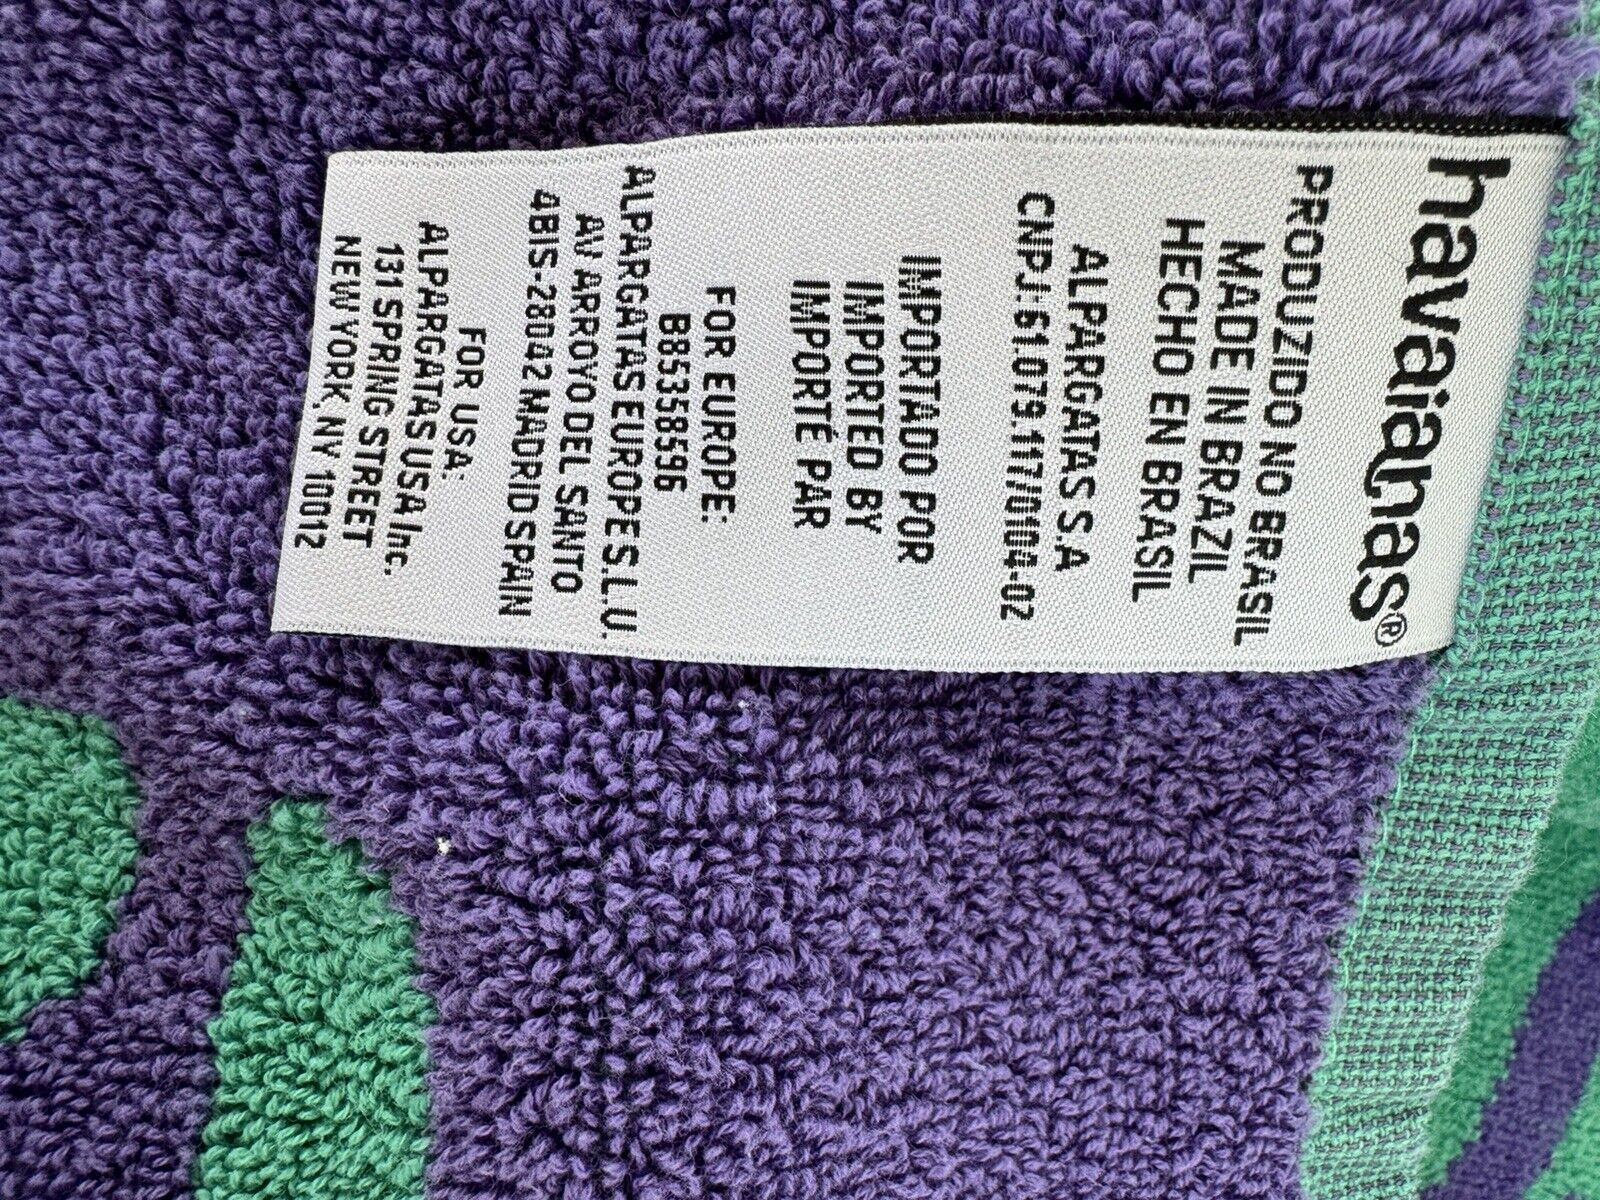 havaianas®
PRODUZIDO NO BRASIL
MADE IN BRAZIL
HECHO EN BRASIL
ALPARGATAS S.A
CNPJ:61.079.117/0104-02
IMPORTADO POR
IMPORTED BY
IMPORTÉ PAR
FOR EUROPE:
B85358596
ALPARGATAS EUROPE S.L.U.
AV ARROYO DEL SANTO
4BIS-28042 MADRID SPAIN
FOR USA:
ALPARGATAS USA Inc.
131 SPRING STREET
NEW YORK, NY 10012